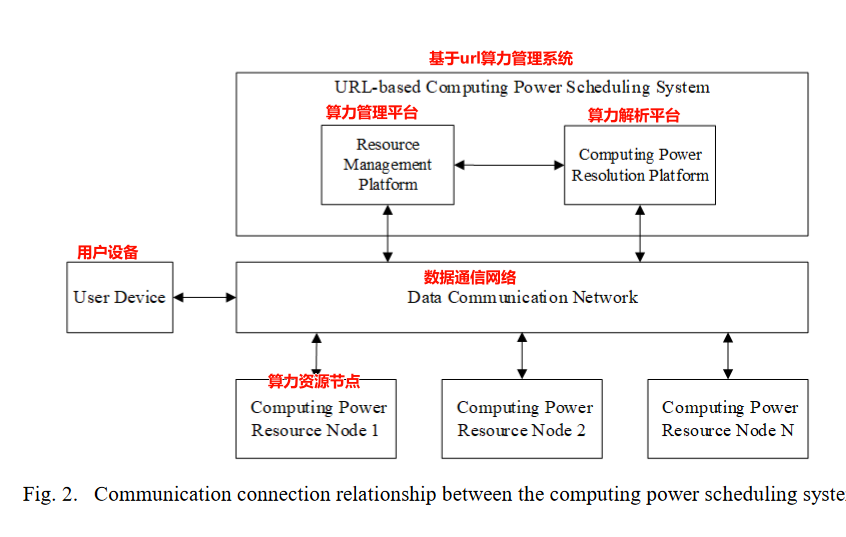 基于url算力管理系统
URL-based Computing Power Scheduling System
算力管理平台
Resource
Management
Platform
算力解析平台
Computing Power
Resolution Platform
用户设备
User Device
数据通信网络
Data Communication Network
算力资源节点
Computing Power
Resource Node 1
Computing Power
Resource Node 2
Computing Power
Resource Node N
Fig. 2. Communication connection relationship between the computing power scheduling syste